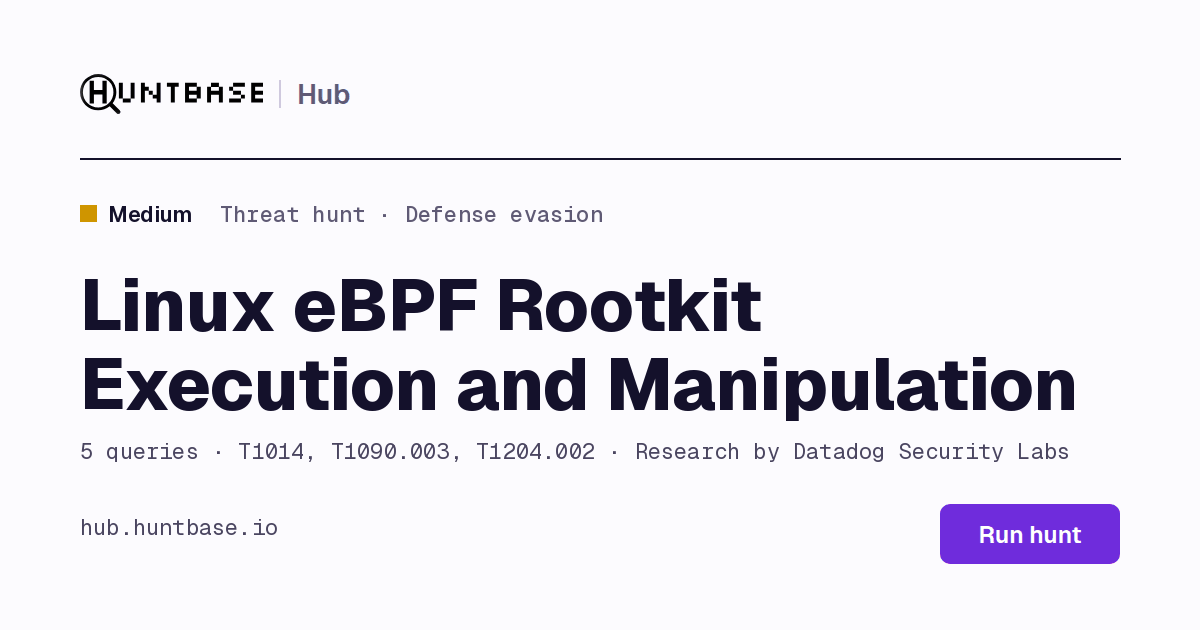 HUNTBASE Hub
Medium Threat hunt · Defense evasion
Linux eBPF Rootkit
Execution and Manipulation
5 queries · T1014, T1090.003, T1204.002 · Research by Datadog Security Labs
hub.huntbase.io
Run hunt